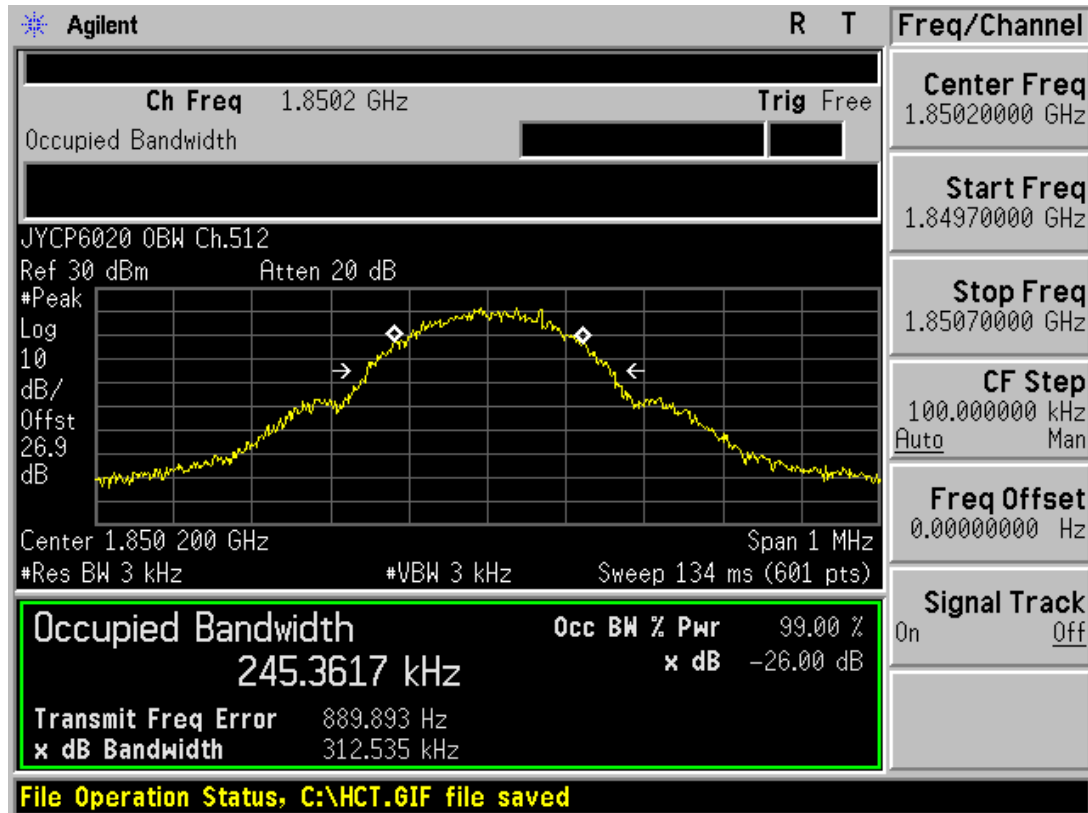 Agilent R T
Freq/Channel
Ch Freq 1.8502 GHz Trig Free
Occupied Bandwidth
Center Freq
1.85020000 GHz
Start Freq
1.84970000 GHz
Stop Freq
1.85070000 GHz
CF Step
100.000000 kHz
Auto Man
Freq Offset
0.00000000 Hz
Signal Track
On Off
JYCP6020 OBW Ch.512
Ref 30 dBm Atten 20 dB
#Peak
Log
10
dB/
Offst
26.9
dB
Center 1.850 200 GHz Span 1 MHz
#Res BW 3 kHz #VBW 3 kHz Sweep 134 ms (601 pts)
Occupied Bandwidth
245.3617 kHz
Occ BW % Pwr 99.00 %
x dB -26.00 dB
Transmit Freq Error 889.893 Hz
x dB Bandwidth 312.535 kHz
File Operation Status, C:\HCT.GIF file saved